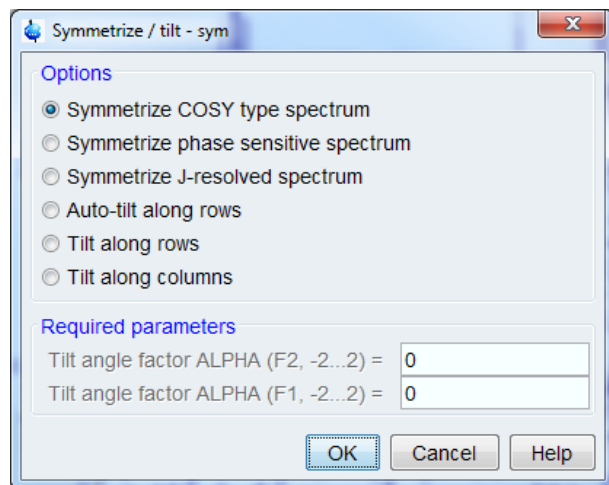 Symmetrize / tilt - sym
Options
Symmetrize COSY type spectrum
Symmetrize phase sensitive spectrum
Symmetrize J-resolved spectrum
Auto-tilt along rows
Tilt along rows
Tilt along columns
Required parameters
Tilt angle factor ALPHA (F2, -2...2) = 0
Tilt angle factor ALPHA (F1, -2...2) = 0
OK Cancel Help